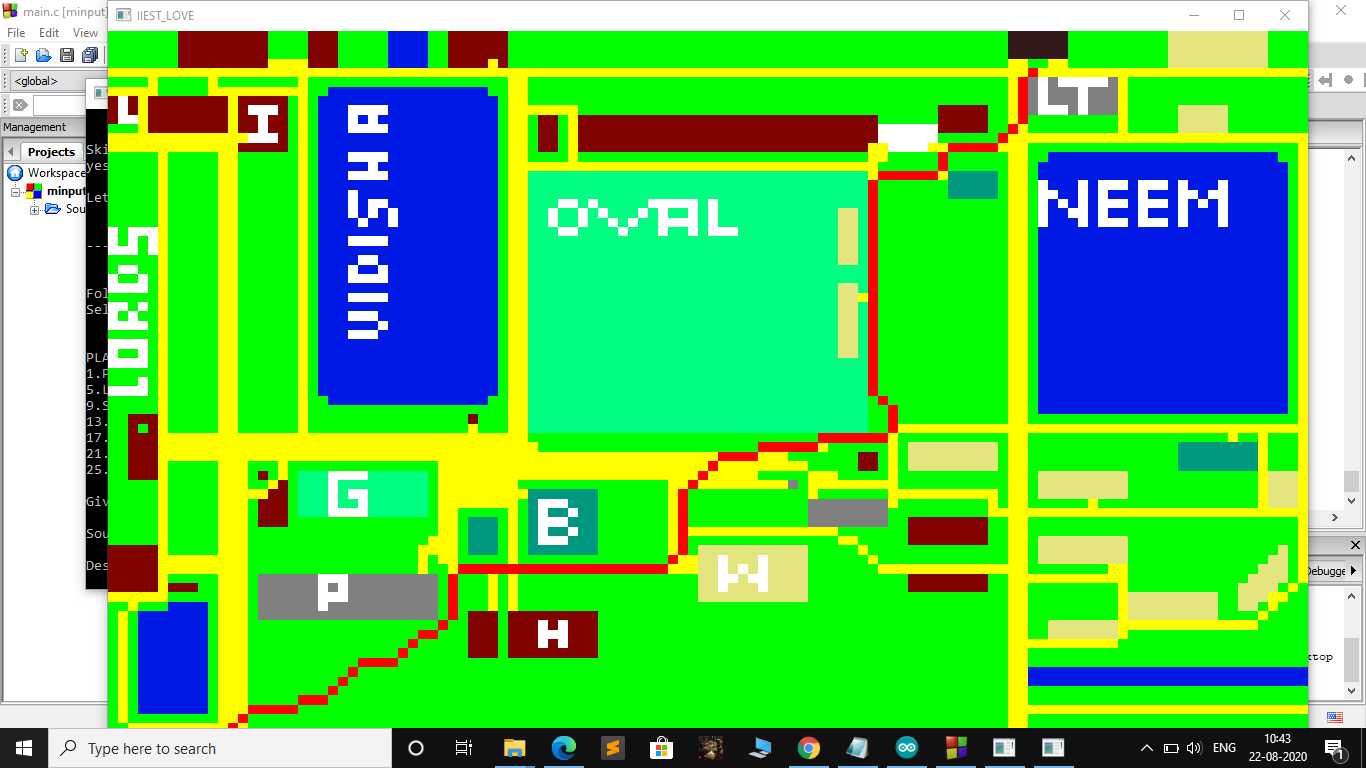 main.c [minput]
IIEST_LOVE
File Edit View
<global>
Management
Projects
Workspace
minput
Sou
Ski
yes
Let
---
Fol
Sel
PLA
1.P
5.L
9.S
13.
17.
21.
25.
Giv
Sou
Des
L
I
VIDISHA
LORDS
OVAL
LT
NEEM
G
B
P
H
W
Debugge
ktop
Type here to search
ENG
10:43
22-08-2020
1